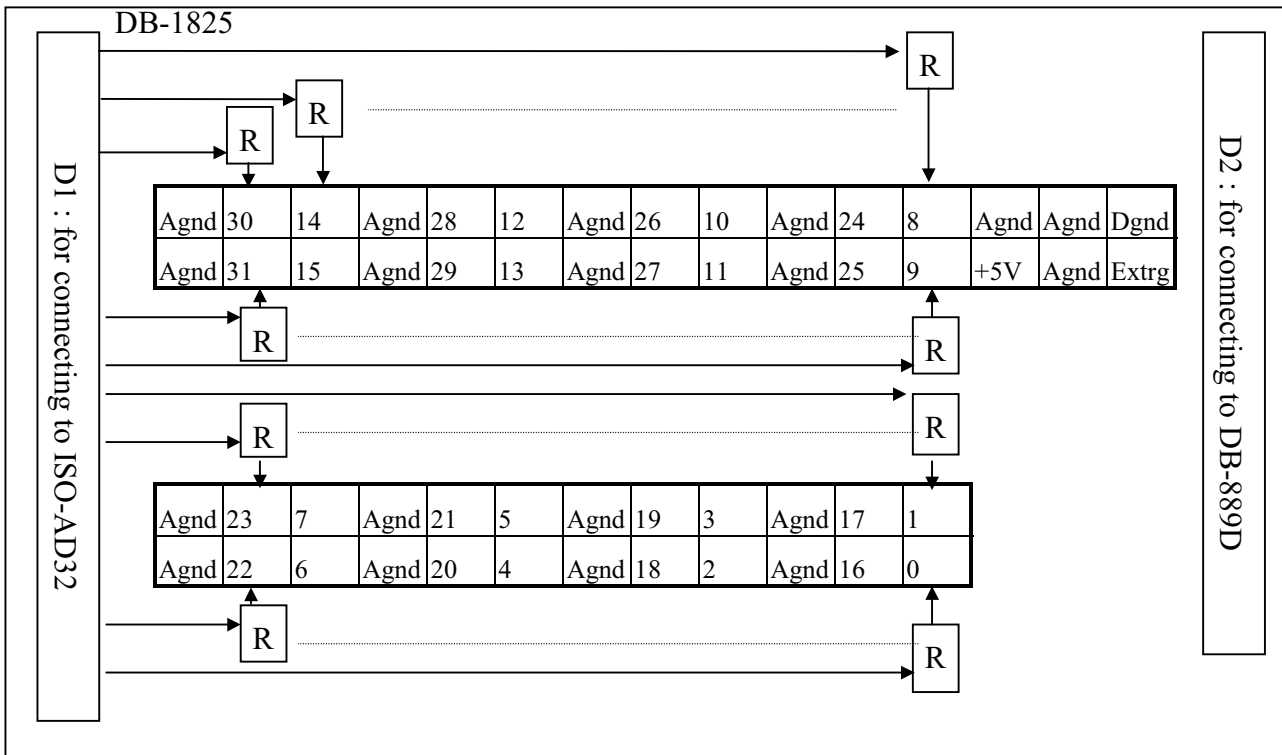 DB-1825
R
R
R
D1 : for connecting to ISO-AD32
D2 : for connecting to DB-889D
Agnd 30 14 Agnd 28 12 Agnd 26 10 Agnd 24 8 Agnd Agnd Dgnd
Agnd 31 15 Agnd 29 13 Agnd 27 11 Agnd 25 9 +5V Agnd Extrg
R
R
R
R
Agnd 23 7 Agnd 21 5 Agnd 19 3 Agnd 17 1
Agnd 22 6 Agnd 20 4 Agnd 18 2 Agnd 16 0
R
R